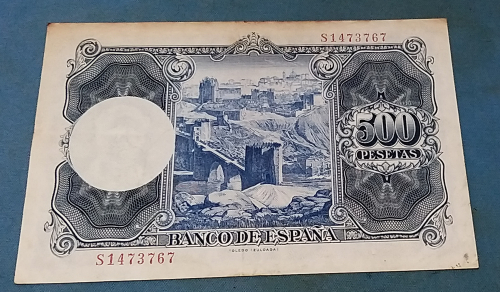 S1473767
500
PESETAS
BANCO DE ESPAÑA
S1473767